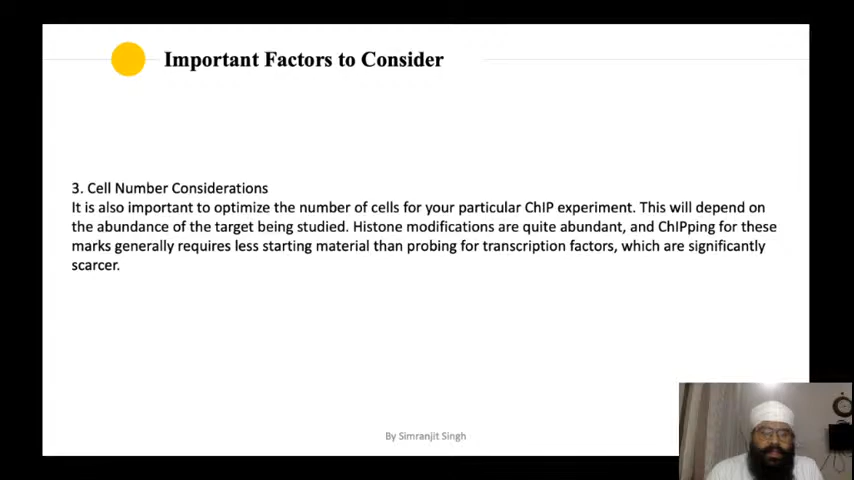 Important Factors to Consider
3. Cell Number Considerations
It is also important to optimize the number of cells for your particular ChIP experiment. This will depend on
the abundance of the target being studied. Histone modifications are quite abundant, and ChIPping for these
marks generally requires less starting material than probing for transcription factors, which are significantly
scarcer.
By Simranjit Singh